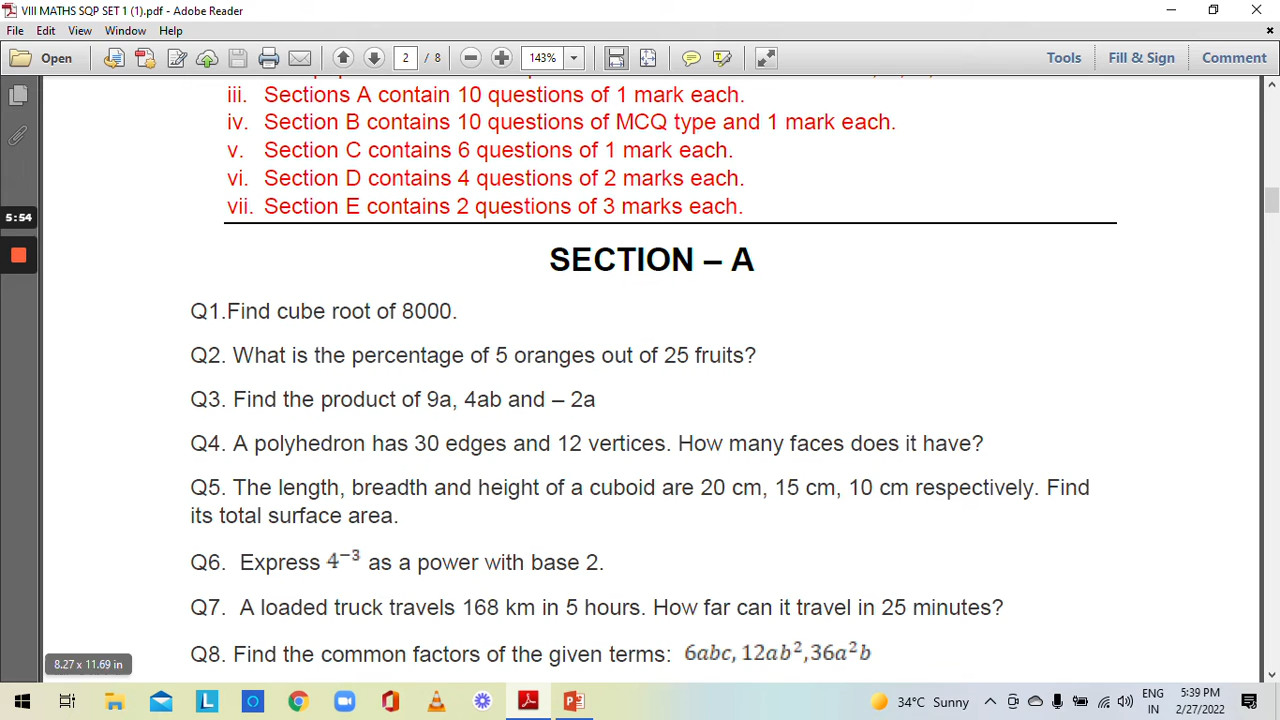 VIII MATHS SQP SET 1 (1).pdf - Adobe Reader
File Edit View Window Help
Open 2 / 8 143% Tools Fill & Sign Comment
iii. Sections A contain 10 questions of 1 mark each.
iv. Section B contains 10 questions of MCQ type and 1 mark each.
v. Section C contains 6 questions of 1 mark each.
vi. Section D contains 4 questions of 2 marks each.
vii. Section E contains 2 questions of 3 marks each.
5:54
SECTION – A
Q1.Find cube root of 8000.
Q2. What is the percentage of 5 oranges out of 25 fruits?
Q3. Find the product of 9a, 4ab and – 2a
Q4. A polyhedron has 30 edges and 12 vertices. How many faces does it have?
Q5. The length, breadth and height of a cuboid are 20 cm, 15 cm, 10 cm respectively. Find
its total surface area.
Q6. Express 4⁻³ as a power with base 2.
Q7. A loaded truck travels 168 km in 5 hours. How far can it travel in 25 minutes?
Q8. Find the common factors of the given terms: 6abc, 12ab²,36a²b
8.27 x 11.69 in
34°C Sunny ENG 5:39 PM
IN 2/27/2022